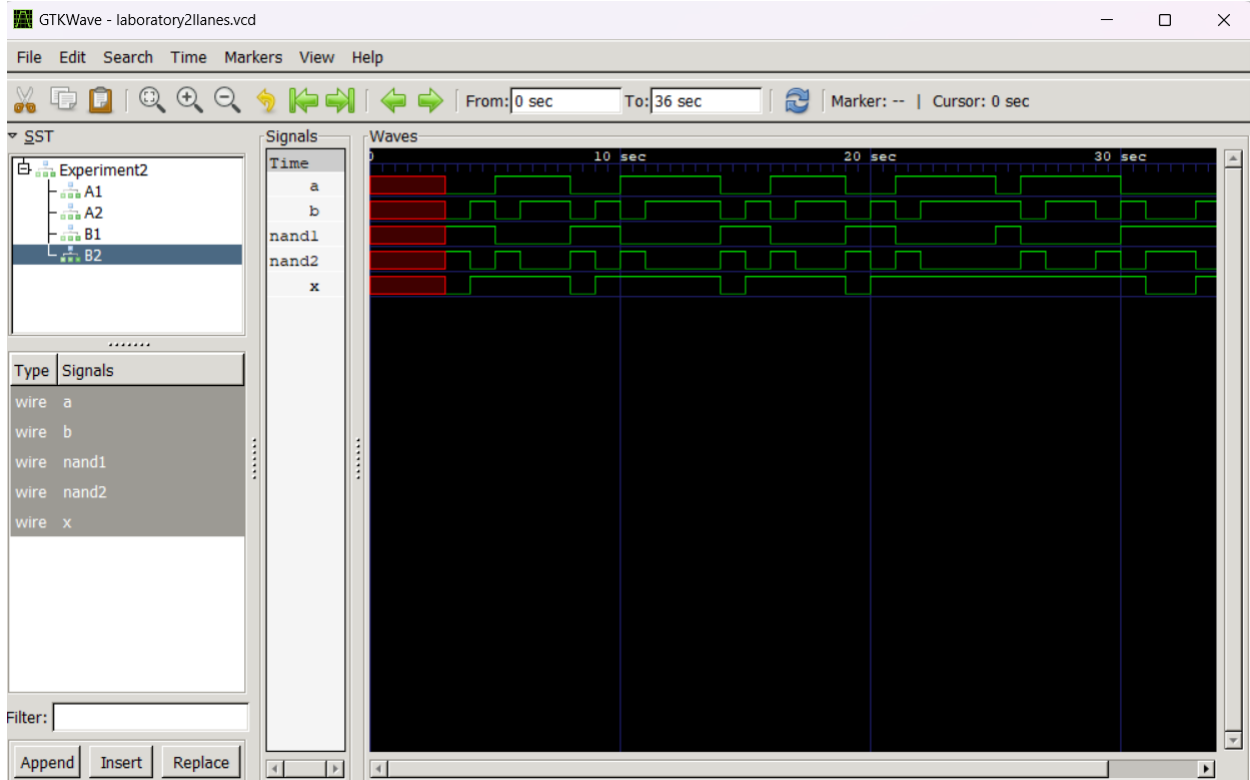 GTKWave - laboratory2llanes.vcd
File Edit Search Time Markers View Help
From: 0 sec To: 36 sec Marker: -- | Cursor: 0 sec
SST
Experiment2
A1
A2
B1
B2
Type Signals
wire a
wire b
wire nand1
wire nand2
wire x
Filter:
Append Insert Replace
Signals
Time
a
b
nand1
nand2
x
Waves
0 10 sec 20 sec 30 sec